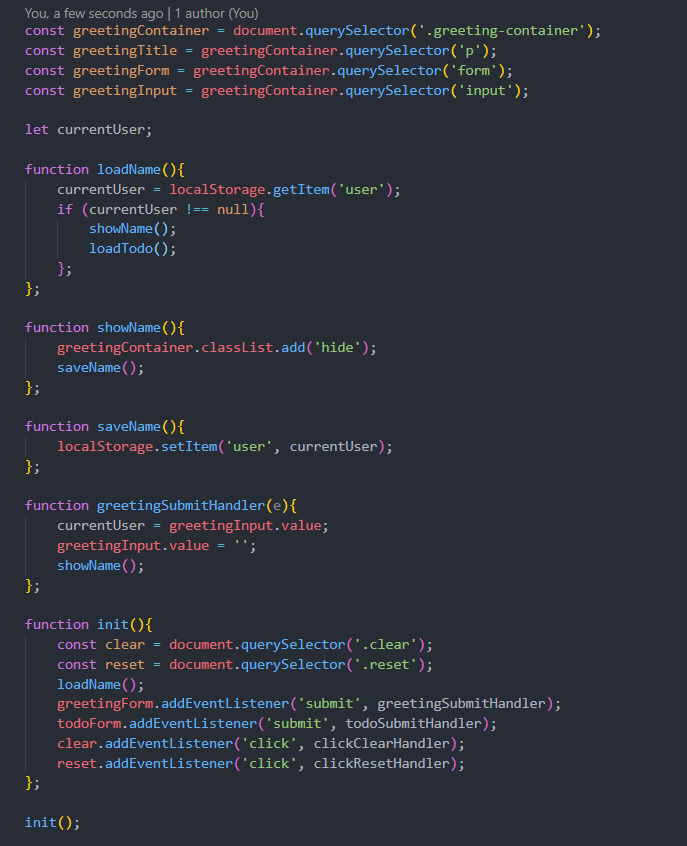 You, a few seconds ago | 1 author (You)
const greetingContainer = document.querySelector('.greeting-container');
const greetingTitle = greetingContainer.querySelector('p');
const greetingForm = greetingContainer.querySelector('form');
const greetingInput = greetingContainer.querySelector('input');

let currentUser;

function loadName(){
    currentUser = localStorage.getItem('user');
    if (currentUser !== null){
        showName();
        loadTodo();
    };
};

function showName(){
    greetingContainer.classList.add('hide');
    saveName();
};

function saveName(){
    localStorage.setItem('user', currentUser);
};

function greetingSubmitHandler(e){
    currentUser = greetingInput.value;
    greetingInput.value = '';
    showName();
};

function init(){
    const clear = document.querySelector('.clear');
    const reset = document.querySelector('.reset');
    loadName();
    greetingForm.addEventListener('submit', greetingSubmitHandler);
    todoForm.addEventListener('submit', todoSubmitHandler);
    clear.addEventListener('click', clickClearHandler);
    reset.addEventListener('click', clickResetHandler);
};

init();